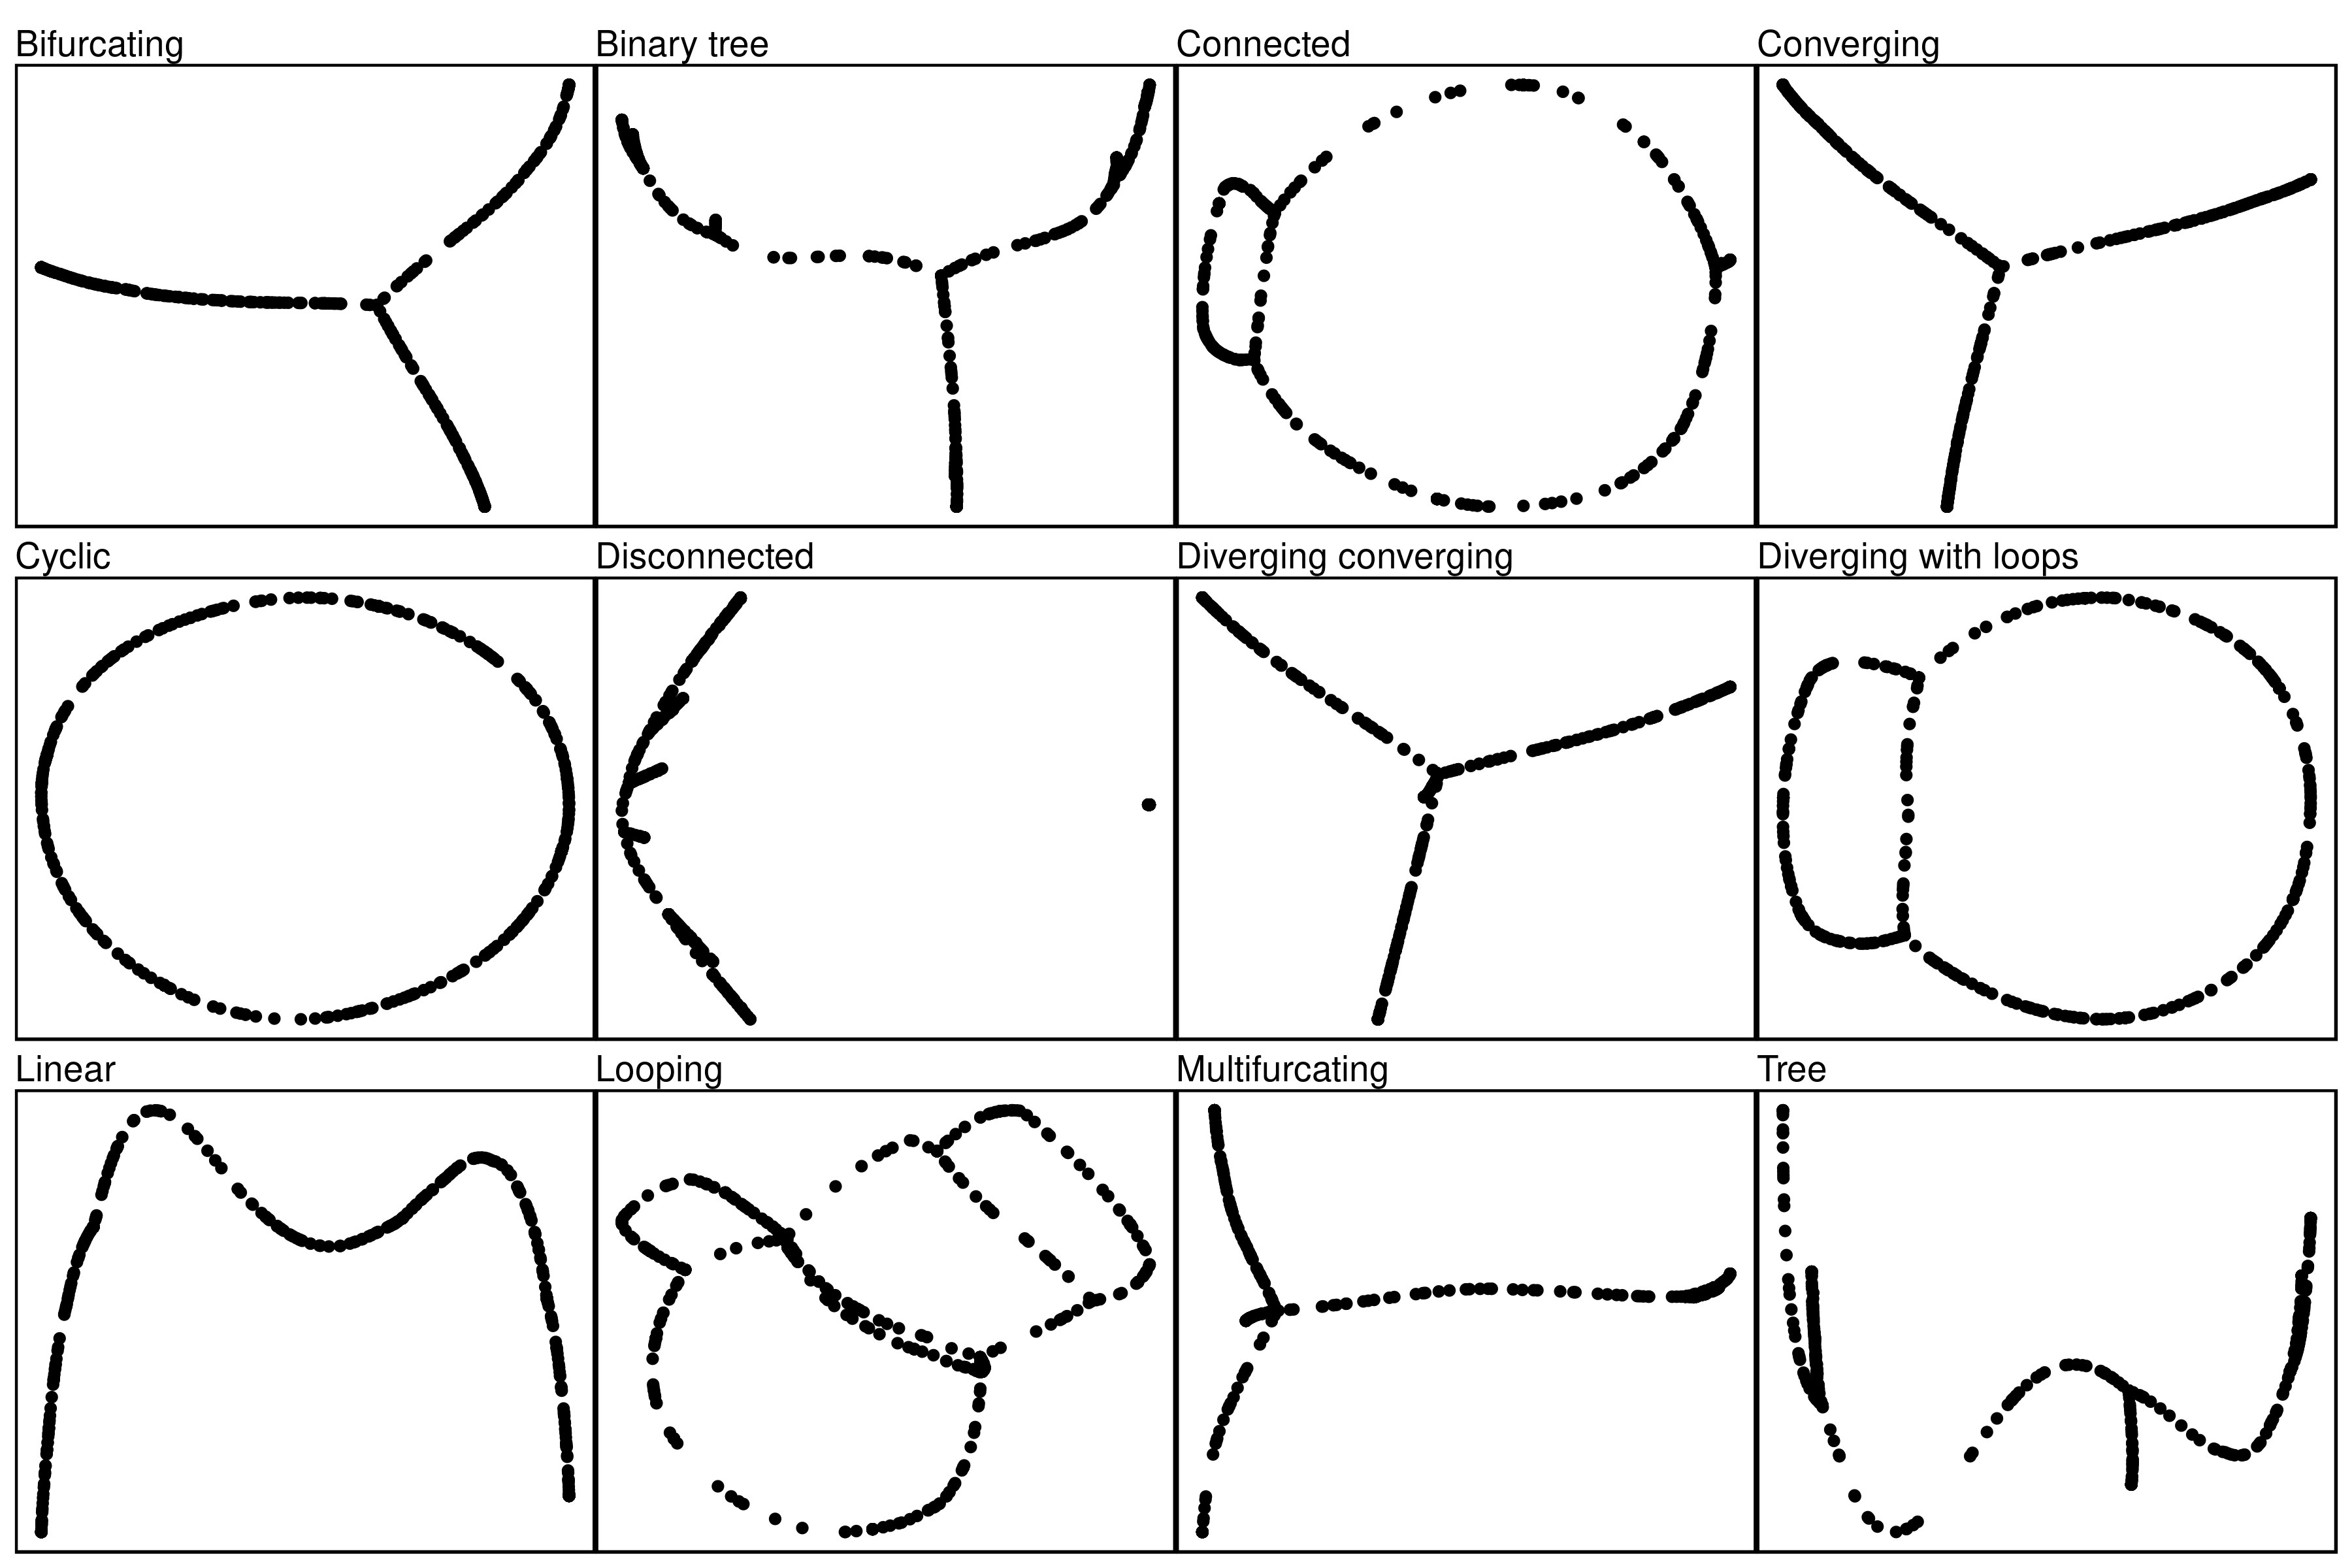 Bifurcating
Binary tree
Connected
Converging
Cyclic
Disconnected
Diverging converging
Diverging with loops
Linear
Looping
Multifurcating
Tree